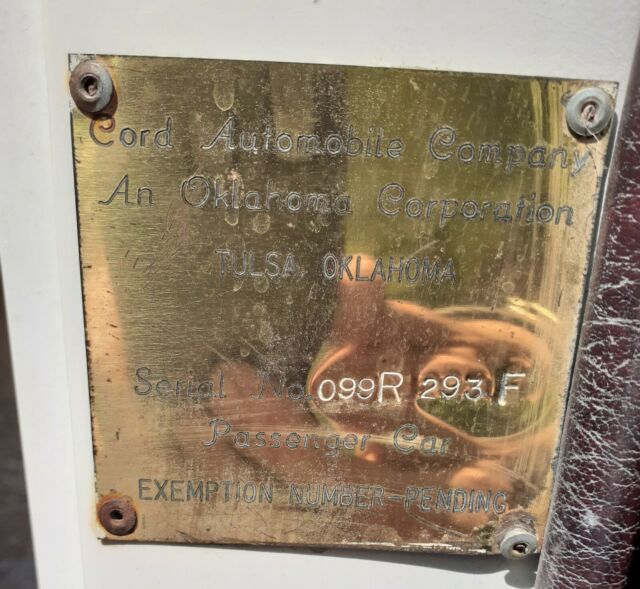 Cord Automobile Company
An Oklahoma Corporation
TULSA, OKLAHOMA
Serial No. 099R 293 F
Passenger Car
EXEMPTION NUMBER-PENDING